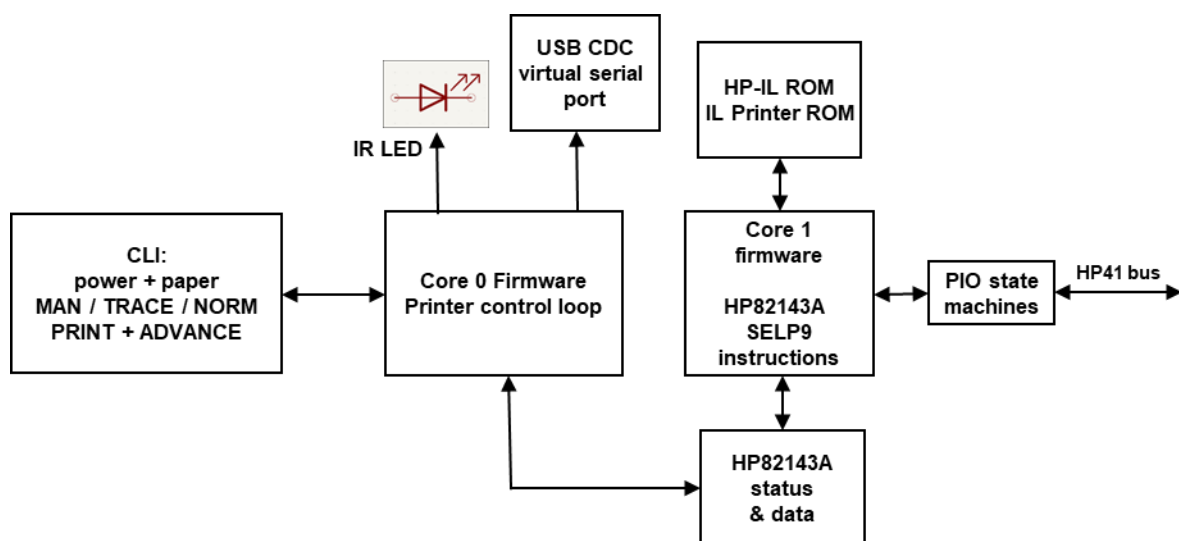 USB CDC
virtual serial
port
HP-IL ROM
IL Printer ROM
IR LED
CLI:
power + paper
MAN / TRACE / NORM
PRINT + ADVANCE
Core 0 Firmware
Printer control loop
Core 1
firmware
HP82143A
SELP9
instructions
PIO state
machines
HP41 bus
HP82143A
status
& data